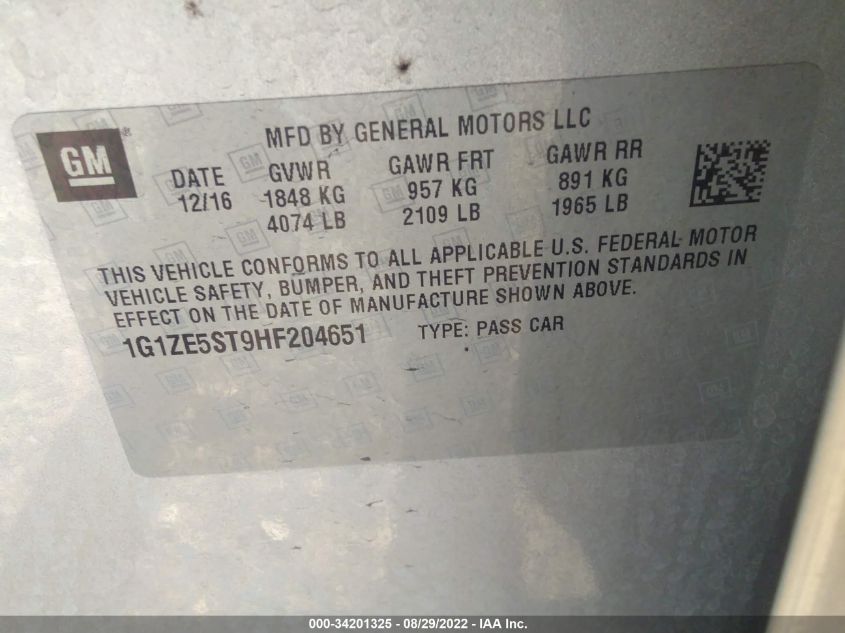 GM
®
MFD BY GENERAL MOTORS LLC
DATE GVWR GAWR FRT GAWR RR
12/16 1848 KG 957 KG 891 KG
4074 LB 2109 LB 1965 LB
THIS VEHICLE CONFORMS TO ALL APPLICABLE U.S. FEDERAL MOTOR
VEHICLE SAFETY, BUMPER, AND THEFT PREVENTION STANDARDS IN
EFFECT ON THE DATE OF MANUFACTURE SHOWN ABOVE.
1G1ZE5ST9HF204651 TYPE: PASS CAR
000-34201325 - 08/29/2022 - IAA Inc.